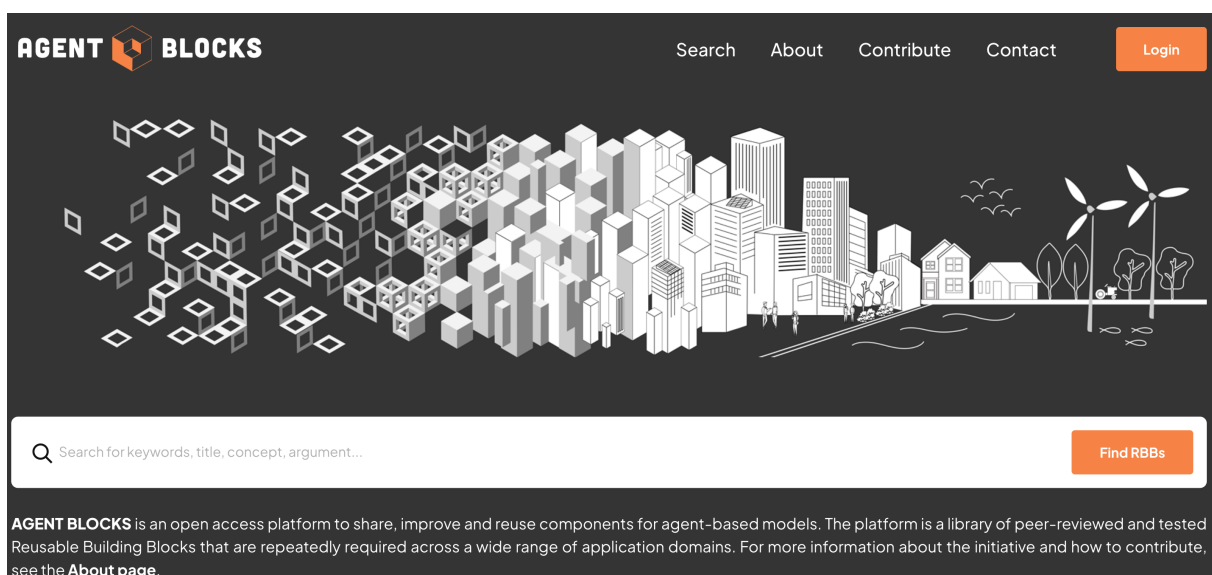 AGENT BLOCKS
Search About Contribute Contact Login
Search for keywords, title, concept, argument...
Find RBBs
AGENT BLOCKS is an open access platform to share, improve and reuse components for agent-based models. The platform is a library of peer-reviewed and tested
Reusable Building Blocks that are repeatedly required across a wide range of application domains. For more information about the initiative and how to contribute,
see the About page.